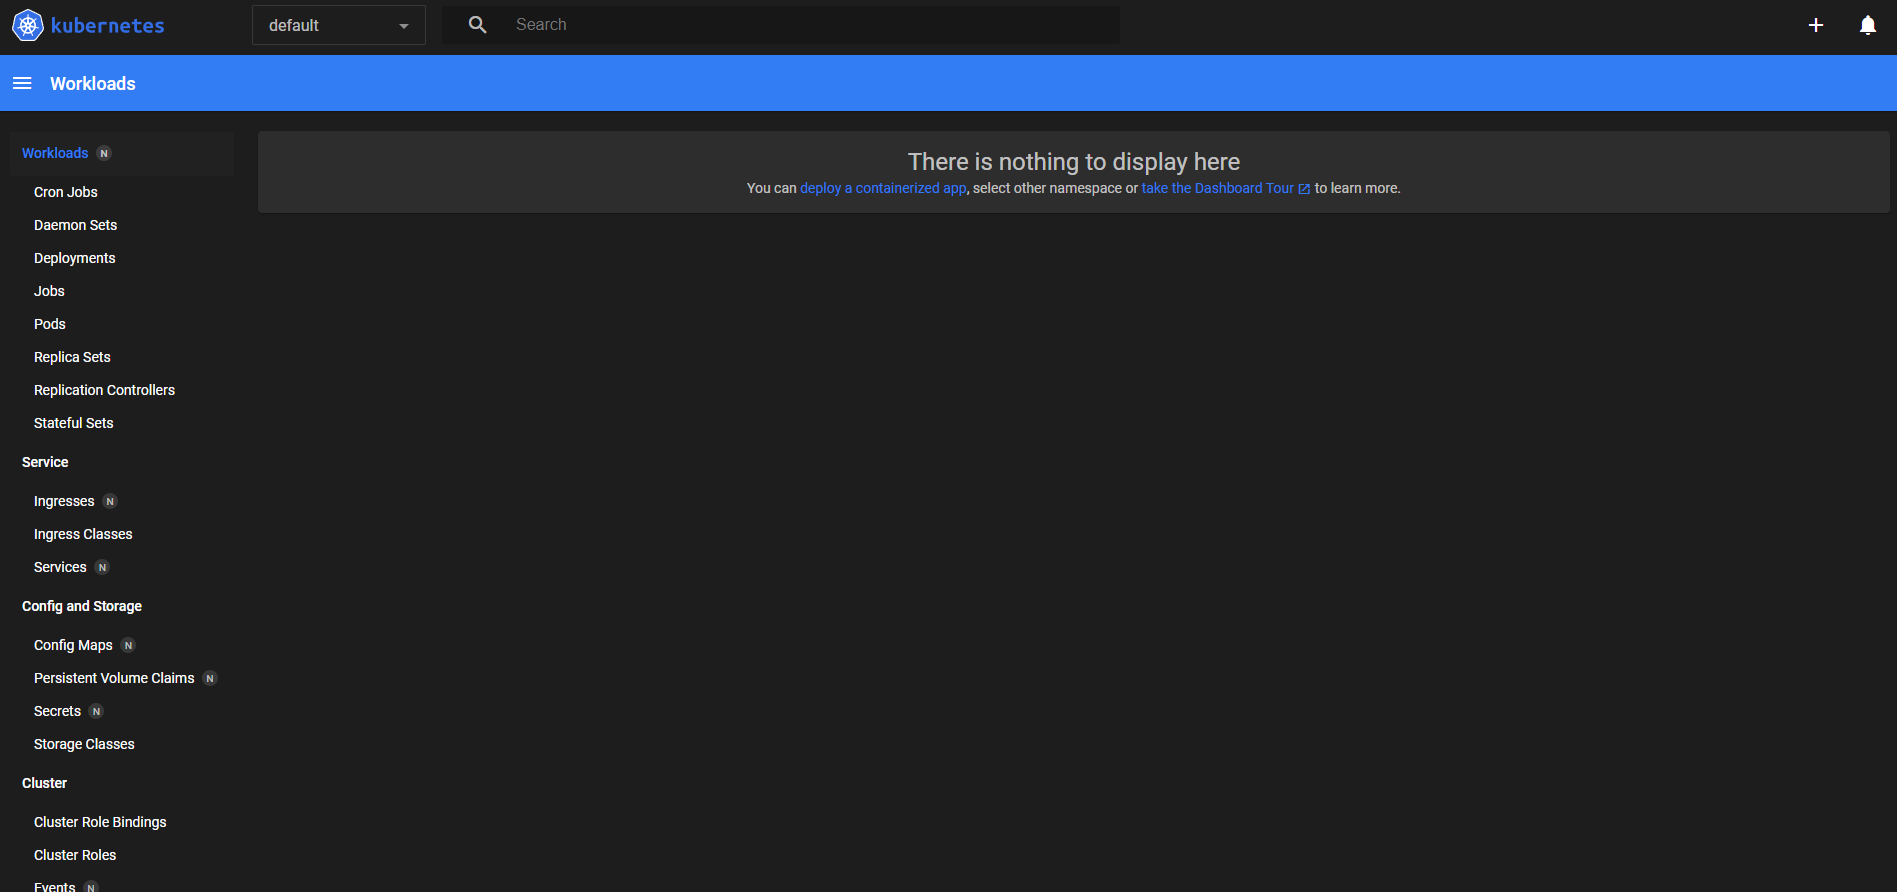 kubernetes
default
Search
Workloads
Workloads N
Cron Jobs
Daemon Sets
Deployments
Jobs
Pods
Replica Sets
Replication Controllers
Stateful Sets
Service
Ingresses N
Ingress Classes
Services N
Config and Storage
Config Maps N
Persistent Volume Claims N
Secrets N
Storage Classes
Cluster
Cluster Role Bindings
Cluster Roles
Events N
There is nothing to display here
You can deploy a containerized app, select other namespace or take the Dashboard Tour to learn more.